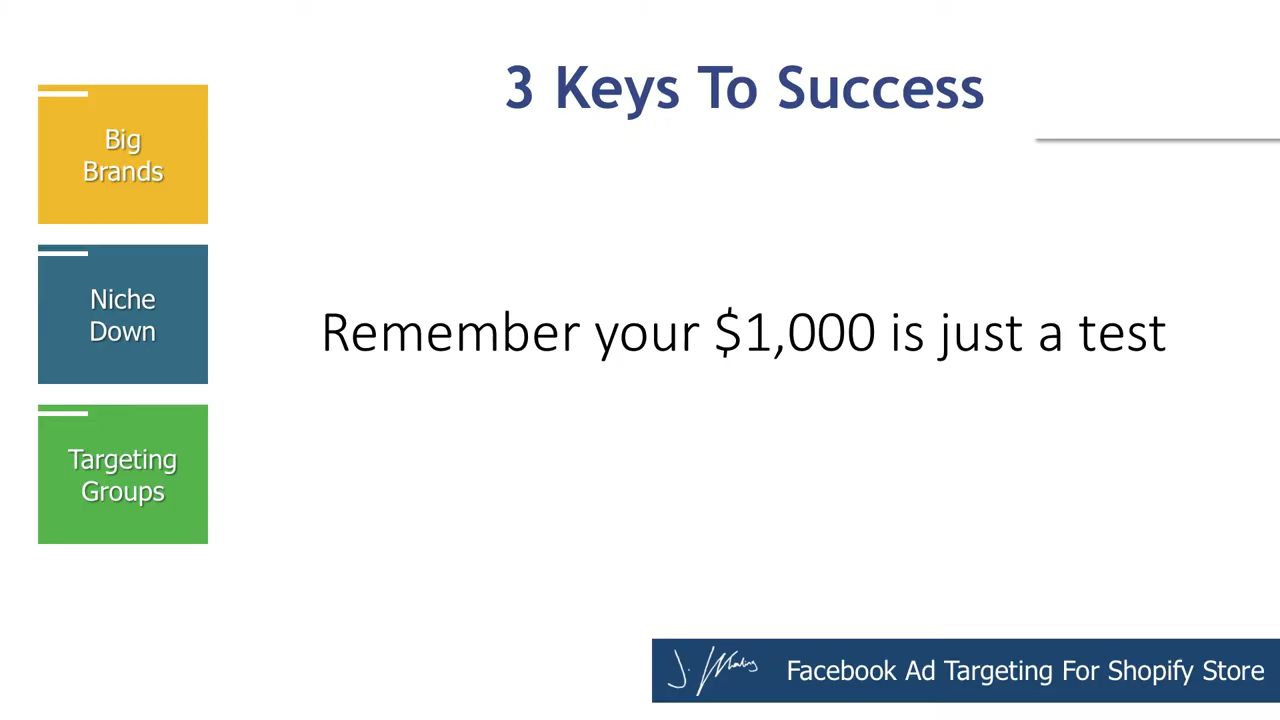 3 Keys To Success
Big
Brands
Niche
Down
Targeting
Groups
Remember your $1,000 is just a test
Facebook Ad Targeting For Shopify Store